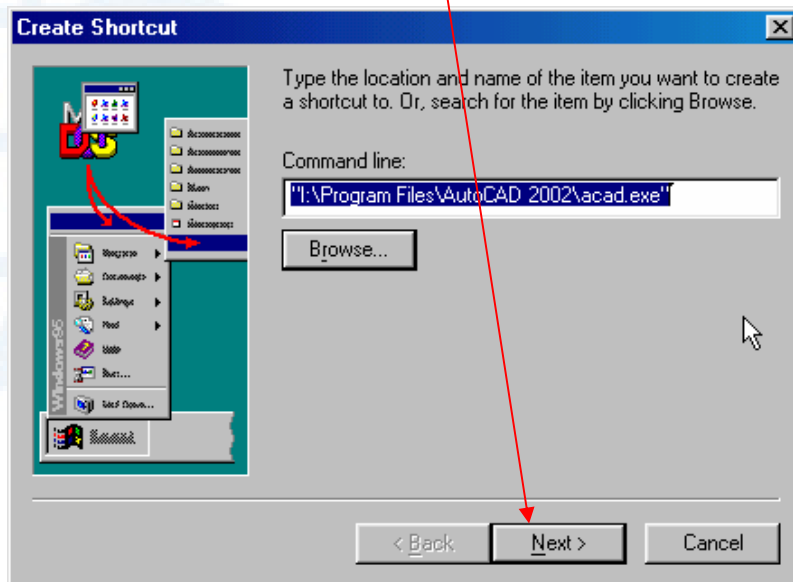 Create Shortcut
Type the location and name of the item you want to create
a shortcut to. Or, search for the item by clicking Browse.
Command line:
"I:\Program Files\AutoCAD 2002\acad.exe"
Browse...
Windows95
< Back
Next >
Cancel